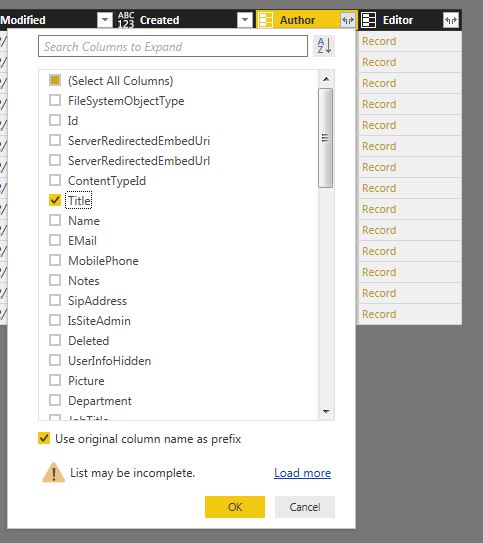 Modified ABC 123 Created Author Editor
Search Columns to Expand A Z
(Select All Columns) Record
FileSystemObjectType Record
Id Record
ServerRedirectedEmbedUri Record
ServerRedirectedEmbedUrl Record
ContentTypeId Record
Title Record
Name Record
EMail Record
MobilePhone Record
Notes Record
SipAddress Record
IsSiteAdmin Record
Deleted Record
UserInfoHidden
Picture
Department
JobTitle
Use original column name as prefix
List may be incomplete. Load more
OK Cancel